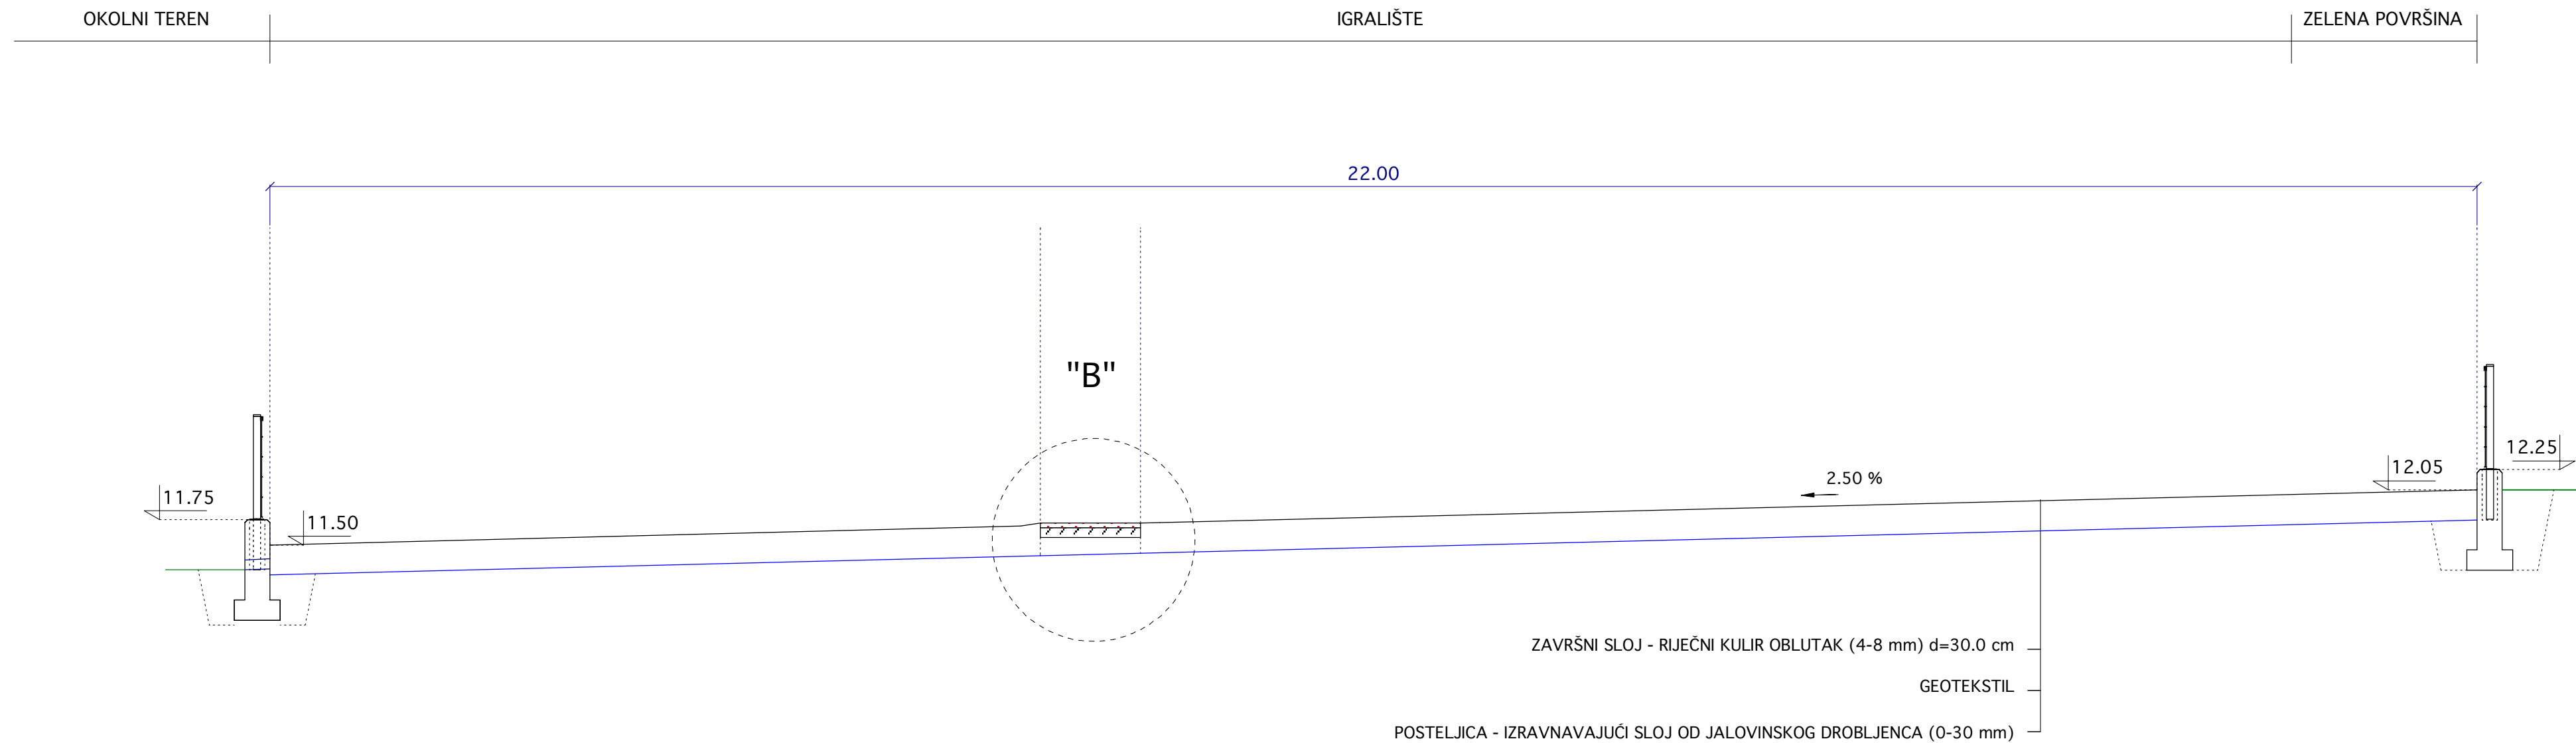 OKOLNI TEREN
IGRALIŠTE
ZELENA POVRŠINA
22.00
"B"
12.25
12.05
2.50 %
11.75
11.50
ZAVRŠNI SLOJ - RIJEČNI KULIR OBLUTAK (4-8 mm) d=30.0 cm
GEOTEKSTIL
POSTELJICA - IZRAVNAVAJUĆI SLOJ OD JALOVINSKOG DROBLJENCA (0-30 mm)